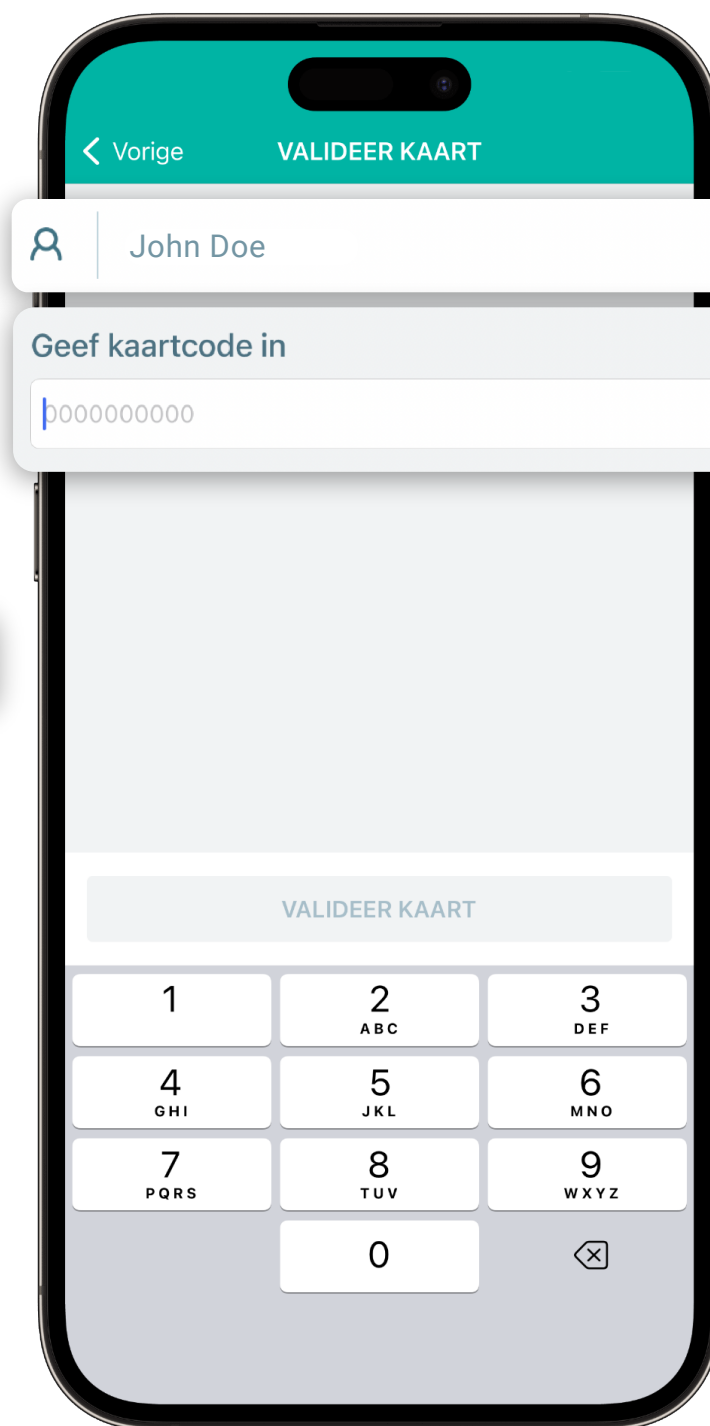 Vorige VALIDEER KAART
John Doe
Geef kaartcode in
0000000000
VALIDEER KAART
1 2 3
ABC DEF
4 5 6
GHI JKL MNO
7 8 9
PQRS TUV WXYZ
0